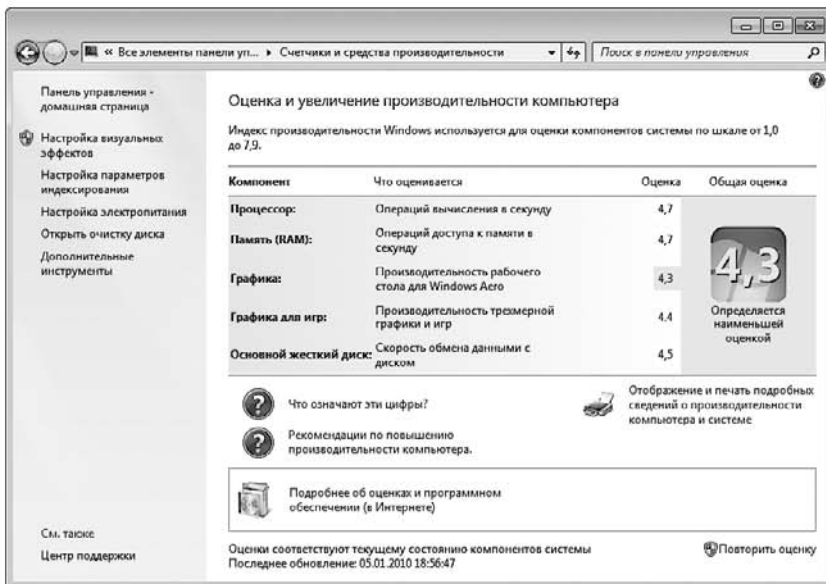 « Все элементы панели уп... ▸ Счетчики и средства производительности
Поиск в панели управления
Панель управления -
домашняя страница
Настройка визуальных
эффектов
Настройка параметров
индексирования
Настройка электропитания
Открыть очистку диска
Дополнительные
инструменты
См. также
Центр поддержки
Оценка и увеличение производительности компьютера
Индекс производительности Windows используется для оценки компонентов системы по шкале от 1,0
до 7,9.
Компонент Что оценивается Оценка Общая оценка
Процессор: Операций вычисления в секунду 4,7
Память (RAM): Операций доступа к памяти в
секунду 4,7
Графика: Производительность рабочего
стола для Windows Aero 4,3
Графика для игр: Производительность трехмерной
графики и игр 4,4
Основной жесткий диск: Скорость обмена данными с
диском 4,5
4,3
Определяется
наименьшей
оценкой
Что означают эти цифры?
Рекомендации по повышению
производительности компьютера.
Отображение и печать подробных
сведений о производительности
компьютера и системе
Подробнее об оценках и программном
обеспечении (в Интернете)
Оценки соответствуют текущему состоянию компонентов системы
Последнее обновление: 05.01.2010 18:56:47
Повторить оценку